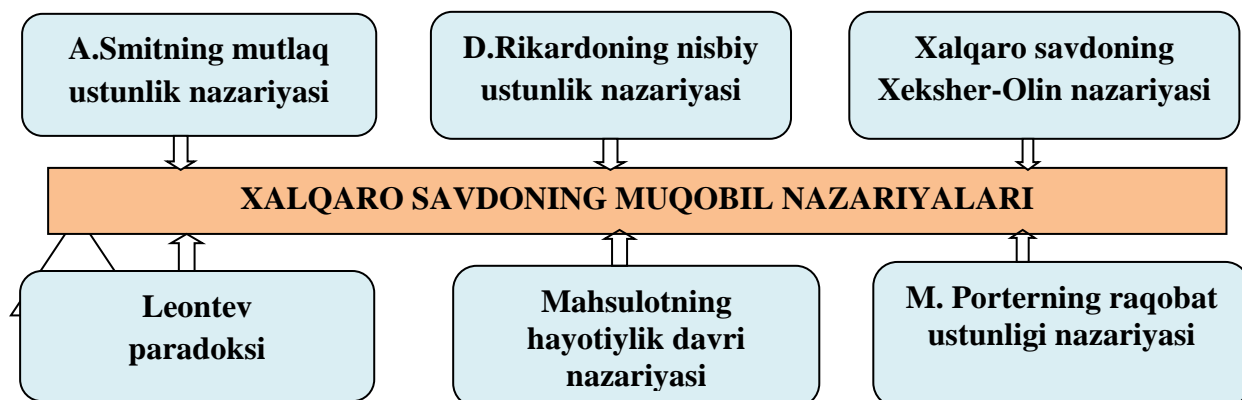 A.Smitning mutlaq
ustunlik nazariyasi
D.Rikardoning nisbiy
ustunlik nazariyasi
Xalqaro savdoning
Xeksher-Olin nazariyasi
XALQARO SAVDONING MUQOBIL NAZARIYALARI
Leontev
paradoksi
Mahsulotning
hayotiylik davri
nazariyasi
M. Porterning raqobat
ustunligi nazariyasi